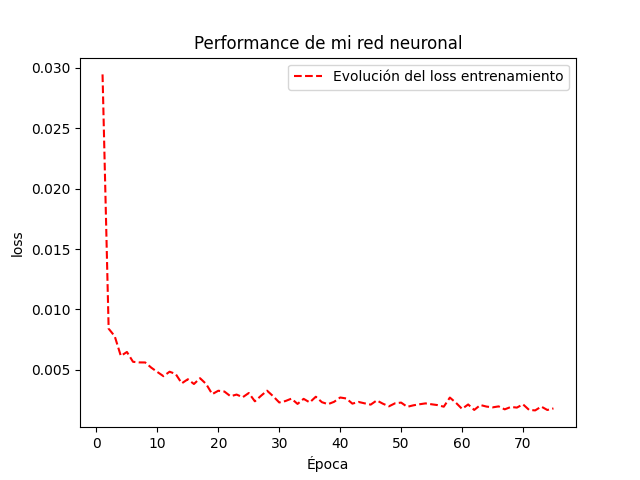 Performance de mi red neuronal
Evolución del loss entrenamiento
0.030
0.025
0.020
0.015
0.010
0.005
loss
0 10 20 30 40 50 60 70
Época